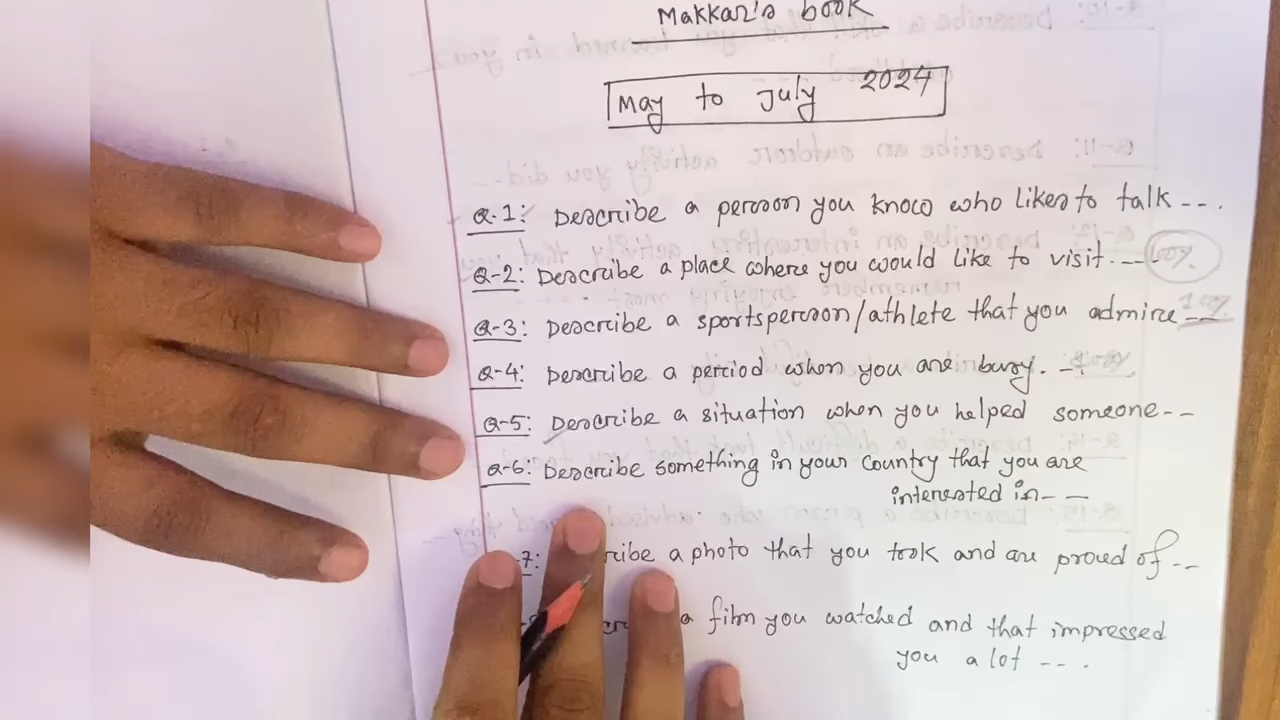 Makkar's book
May to July 2024
Q-1: Describe a person you know who likes to talk ---.
Q-2: Describe a place where you would like to visit. ---
Q-3: Describe a sportsperson/athlete that you admire ---
Q-4: Describe a period when you are busy. --
Q-5: Describe a situation when you helped someone --
Q-6: Describe something in your country that you are
interested in- --
7: ribe a photo that you took and are proud of --
a film you watched and that impressed
you a lot --- .